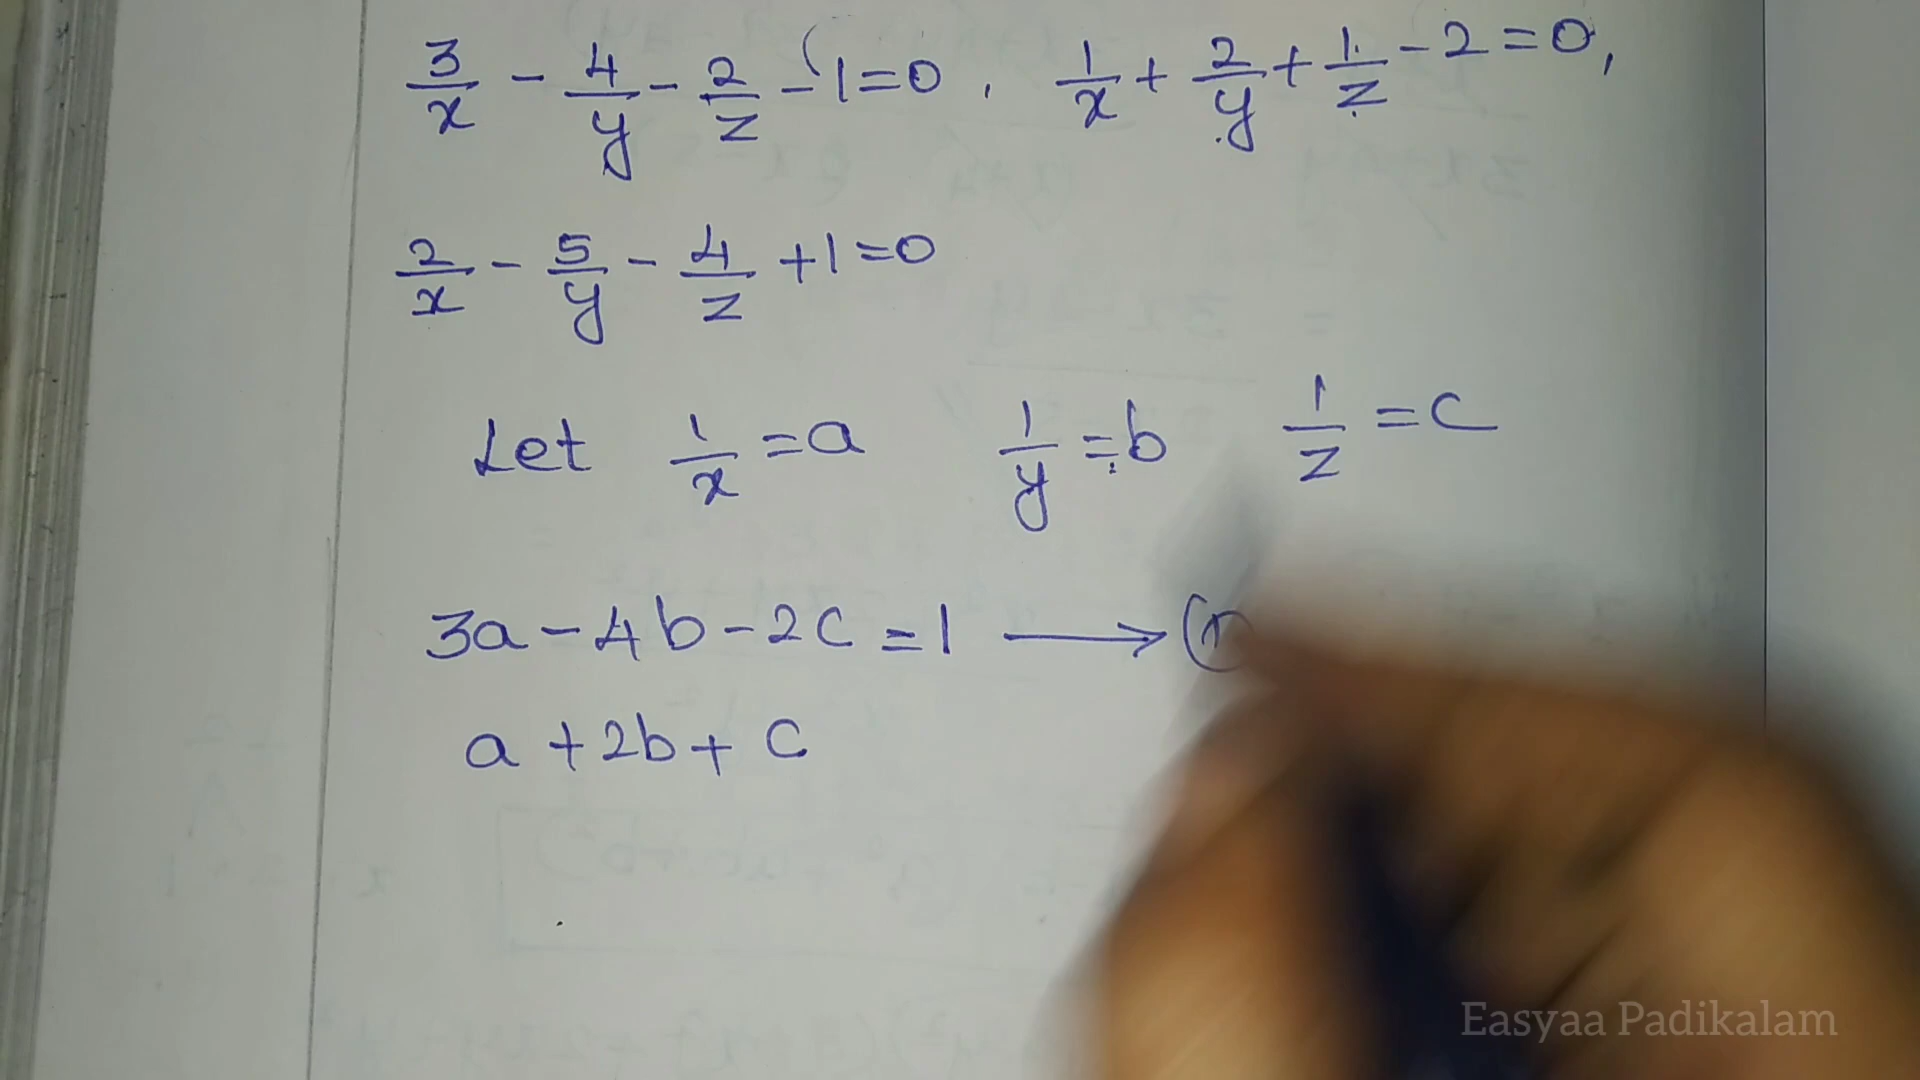 3/x - 4/y - 2/z - 1 = 0, 1/x + 2/y + 1/z - 2 = 0,
2/x - 5/y - 4/z + 1 = 0
Let 1/x = a 1/y = b 1/z = c
3a - 4b - 2c = 1 →
a + 2b + c
Easyaa Padikalam